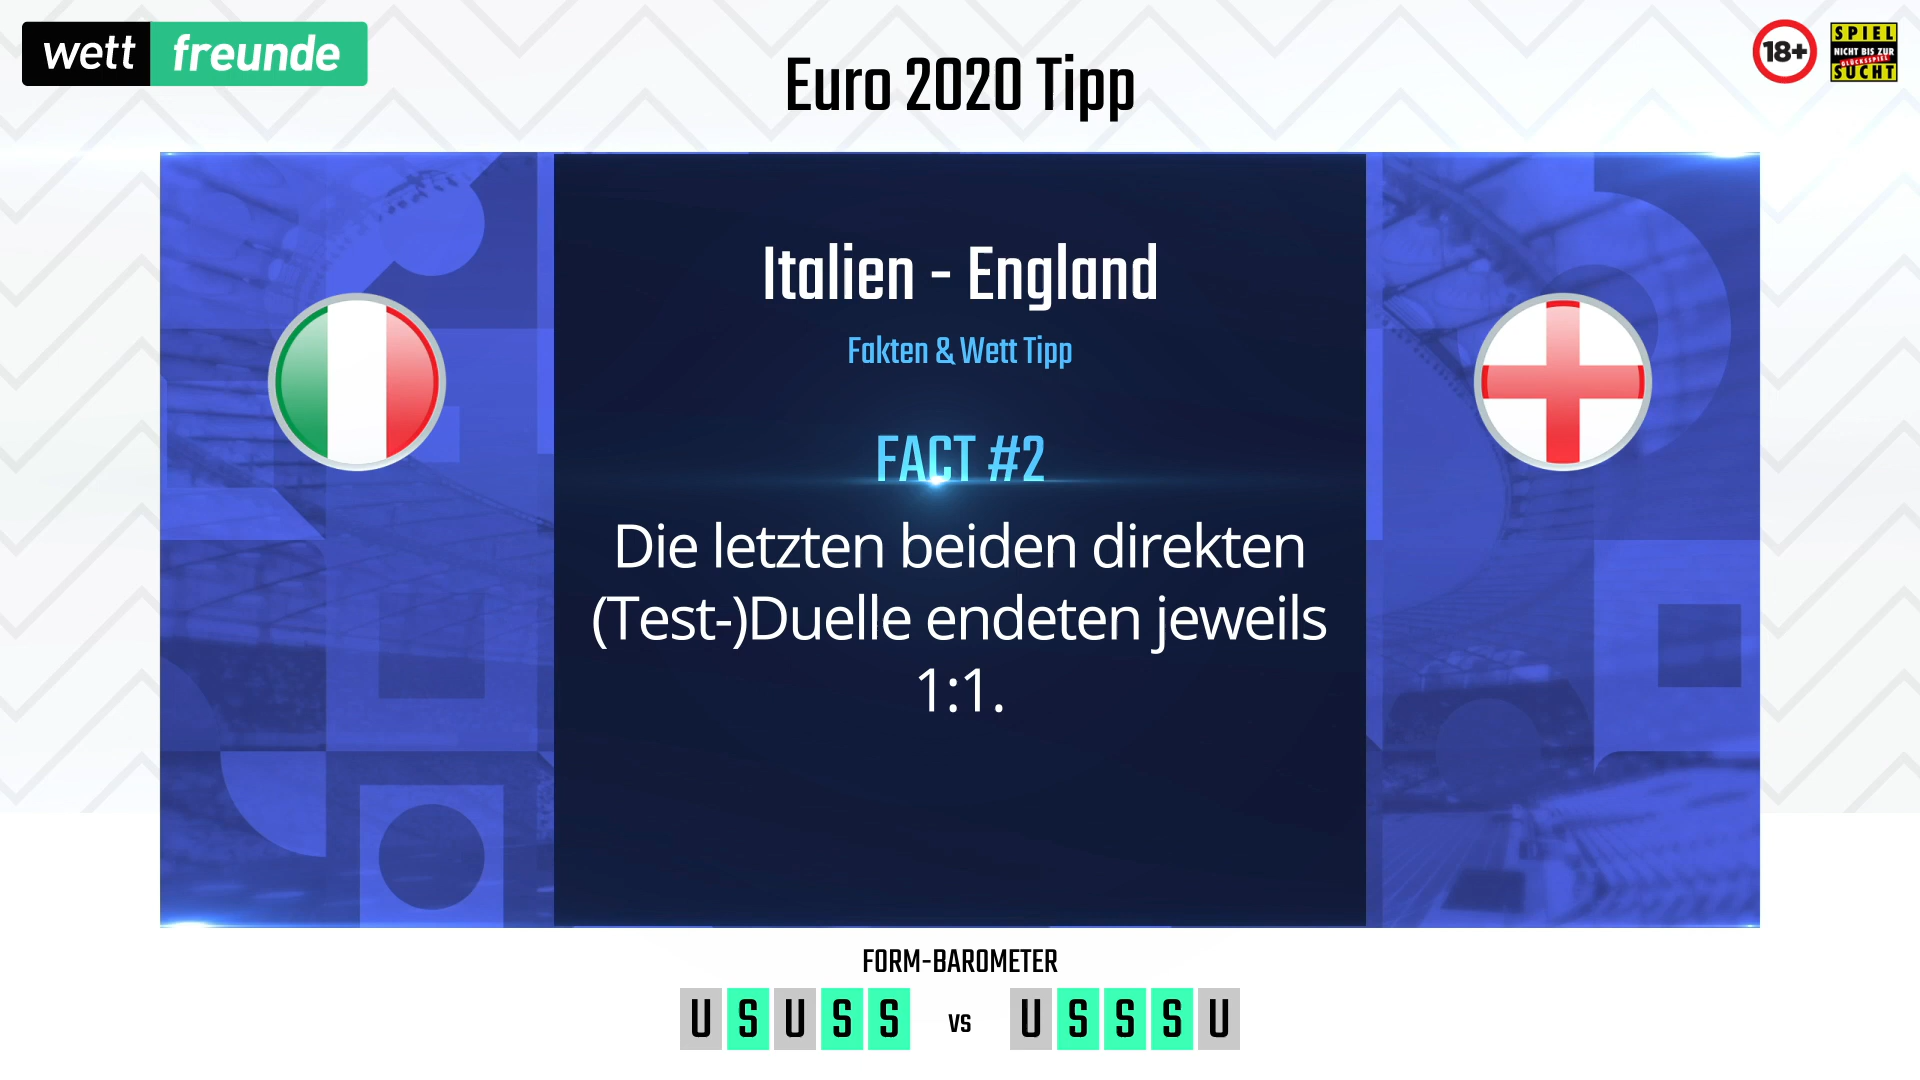 wett freunde
18+
SPIEL
NICHT BIS ZUR
GLÜCKSSPIEL
SUCHT
Euro 2020 Tipp
Italien - England
Fakten & Wett Tipp
FACT #2
Die letzten beiden direkten
(Test-)Duelle endeten jeweils
1:1.
FORM-BAROMETER
U S U S S vs U S S S U